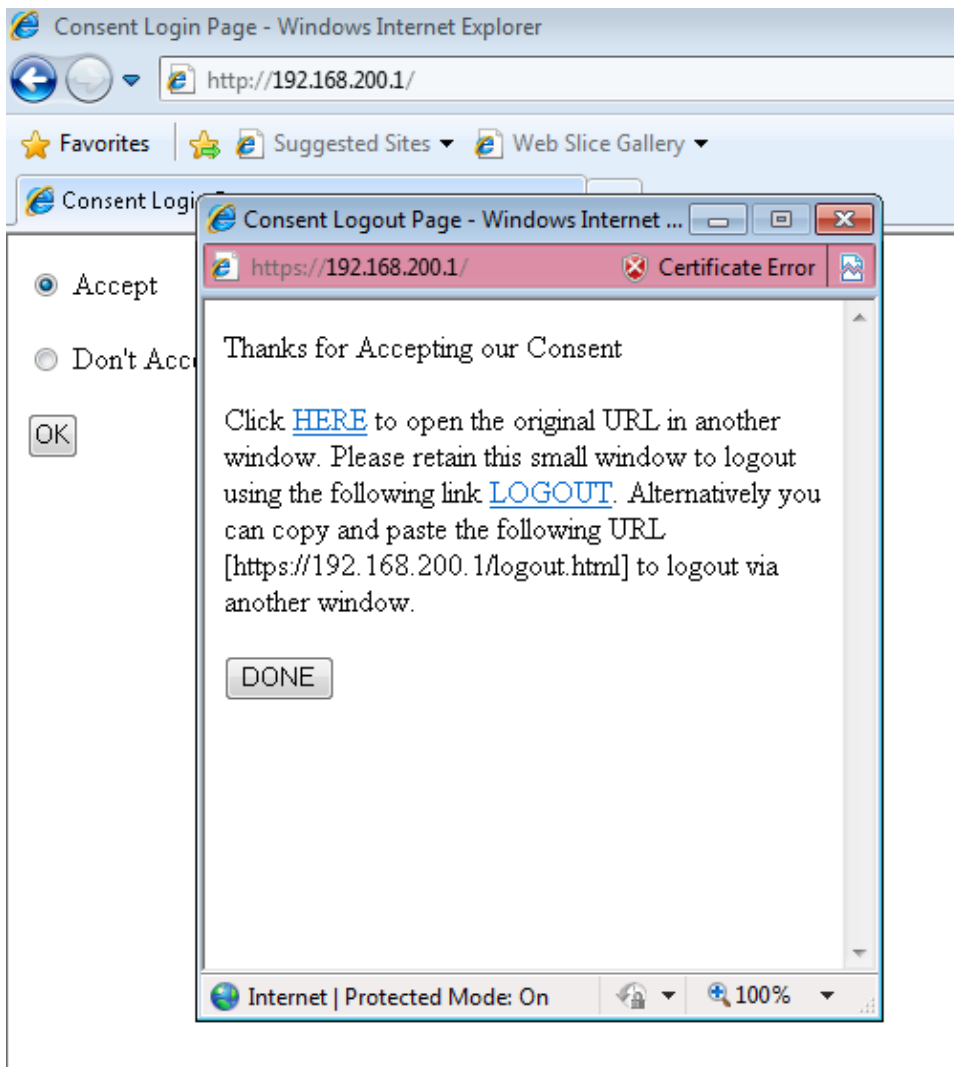 Consent Login Page - Windows Internet Explorer
http://192.168.200.1/
Favorites
Suggested Sites
Web Slice Gallery
Consent Logi
Consent Logout Page - Windows Internet ...
https://192.168.200.1/
Certificate Error
Accept
Don't Acc
OK
Thanks for Accepting our Consent
Click HERE to open the original URL in another
window. Please retain this small window to logout
using the following link LOGOUT. Alternatively you
can copy and paste the following URL
[https://192.168.200.1/logout.html] to logout via
another window.
DONE
Internet | Protected Mode: On
100%